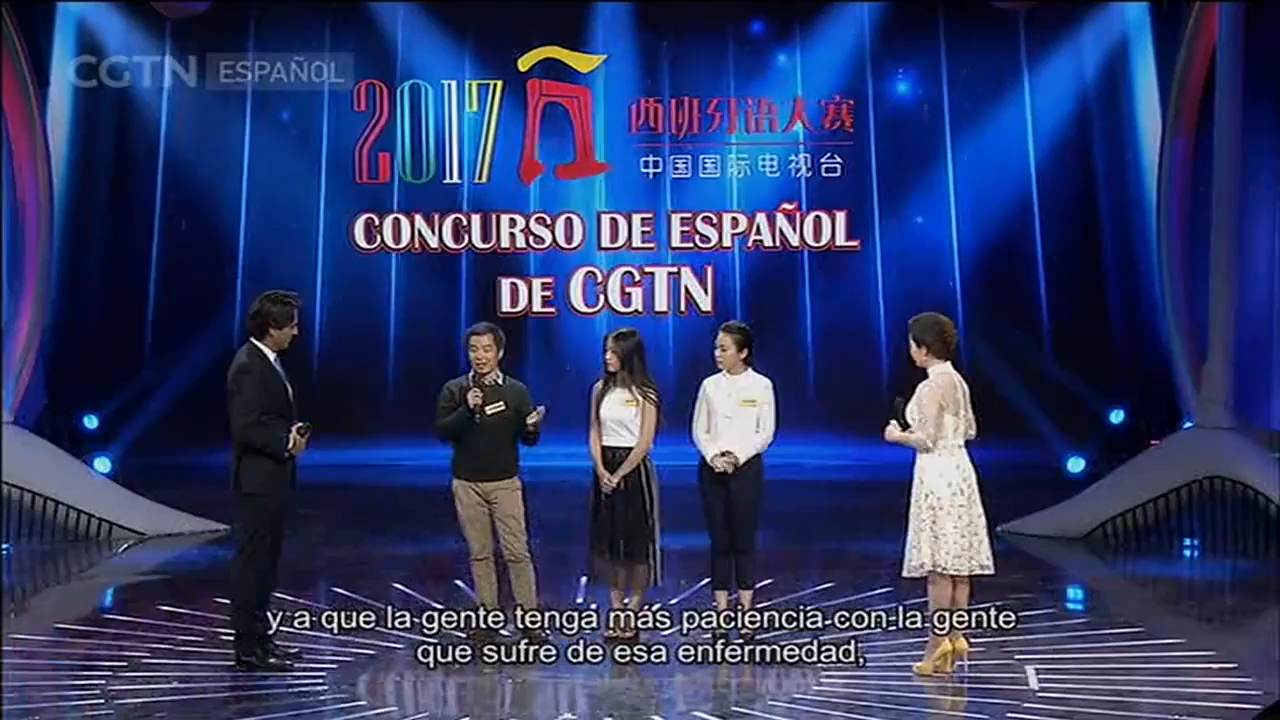 CGTN ESPAÑOL
2017 Ñ 西班牙语大赛
中国国际电视台
CONCURSO DE ESPAÑOL
DE CGTN
y a que la gente tenga más paciencia con la gente
que sufre de esa enfermedad,